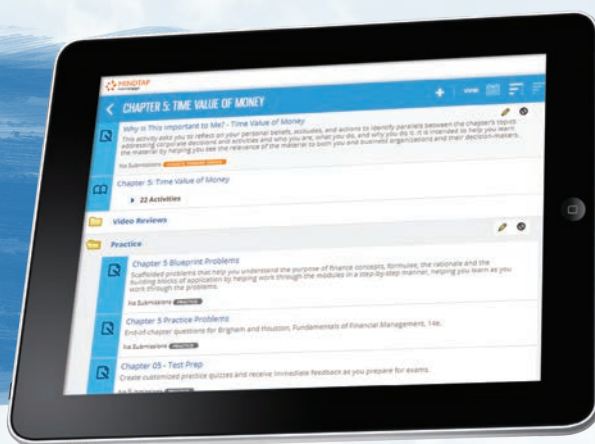 MINDTAP
CHAPTER 5: TIME VALUE OF MONEY
VIEW
Why Is This Important to Me? - Time Value of Money
This activity asks you to reflect on your personal beliefs, attitudes, and actions to identify parallels between the chapter's topics
addressing corporate decisions and activities and who you are, what you do, and why you do it. It is intended to help you learn
the material by helping you see the relevance of the material to both you and business organizations and their decision-makers.
No Submissions
Chapter 5: Time Value of Money
22 Activities
Video Reviews
Practice
Chapter 5 Blueprint Problems
Scaffolded problems that help you understand the purpose of finance concepts, formulas, the rationale and the
building blocks of application by helping work through the modules in a step-by-step manner, helping you learn as you
work through the problems.
No Submissions PRACTICE
Chapter 5 Practice Problems
End-of-chapter questions for Brigham and Houston, Fundamentals of Financial Management, 14e.
No Submissions PRACTICE
Chapter 05 - Test Prep
Create customized practice quizzes and receive immediate feedback as you prepare for exams.
No Submissions